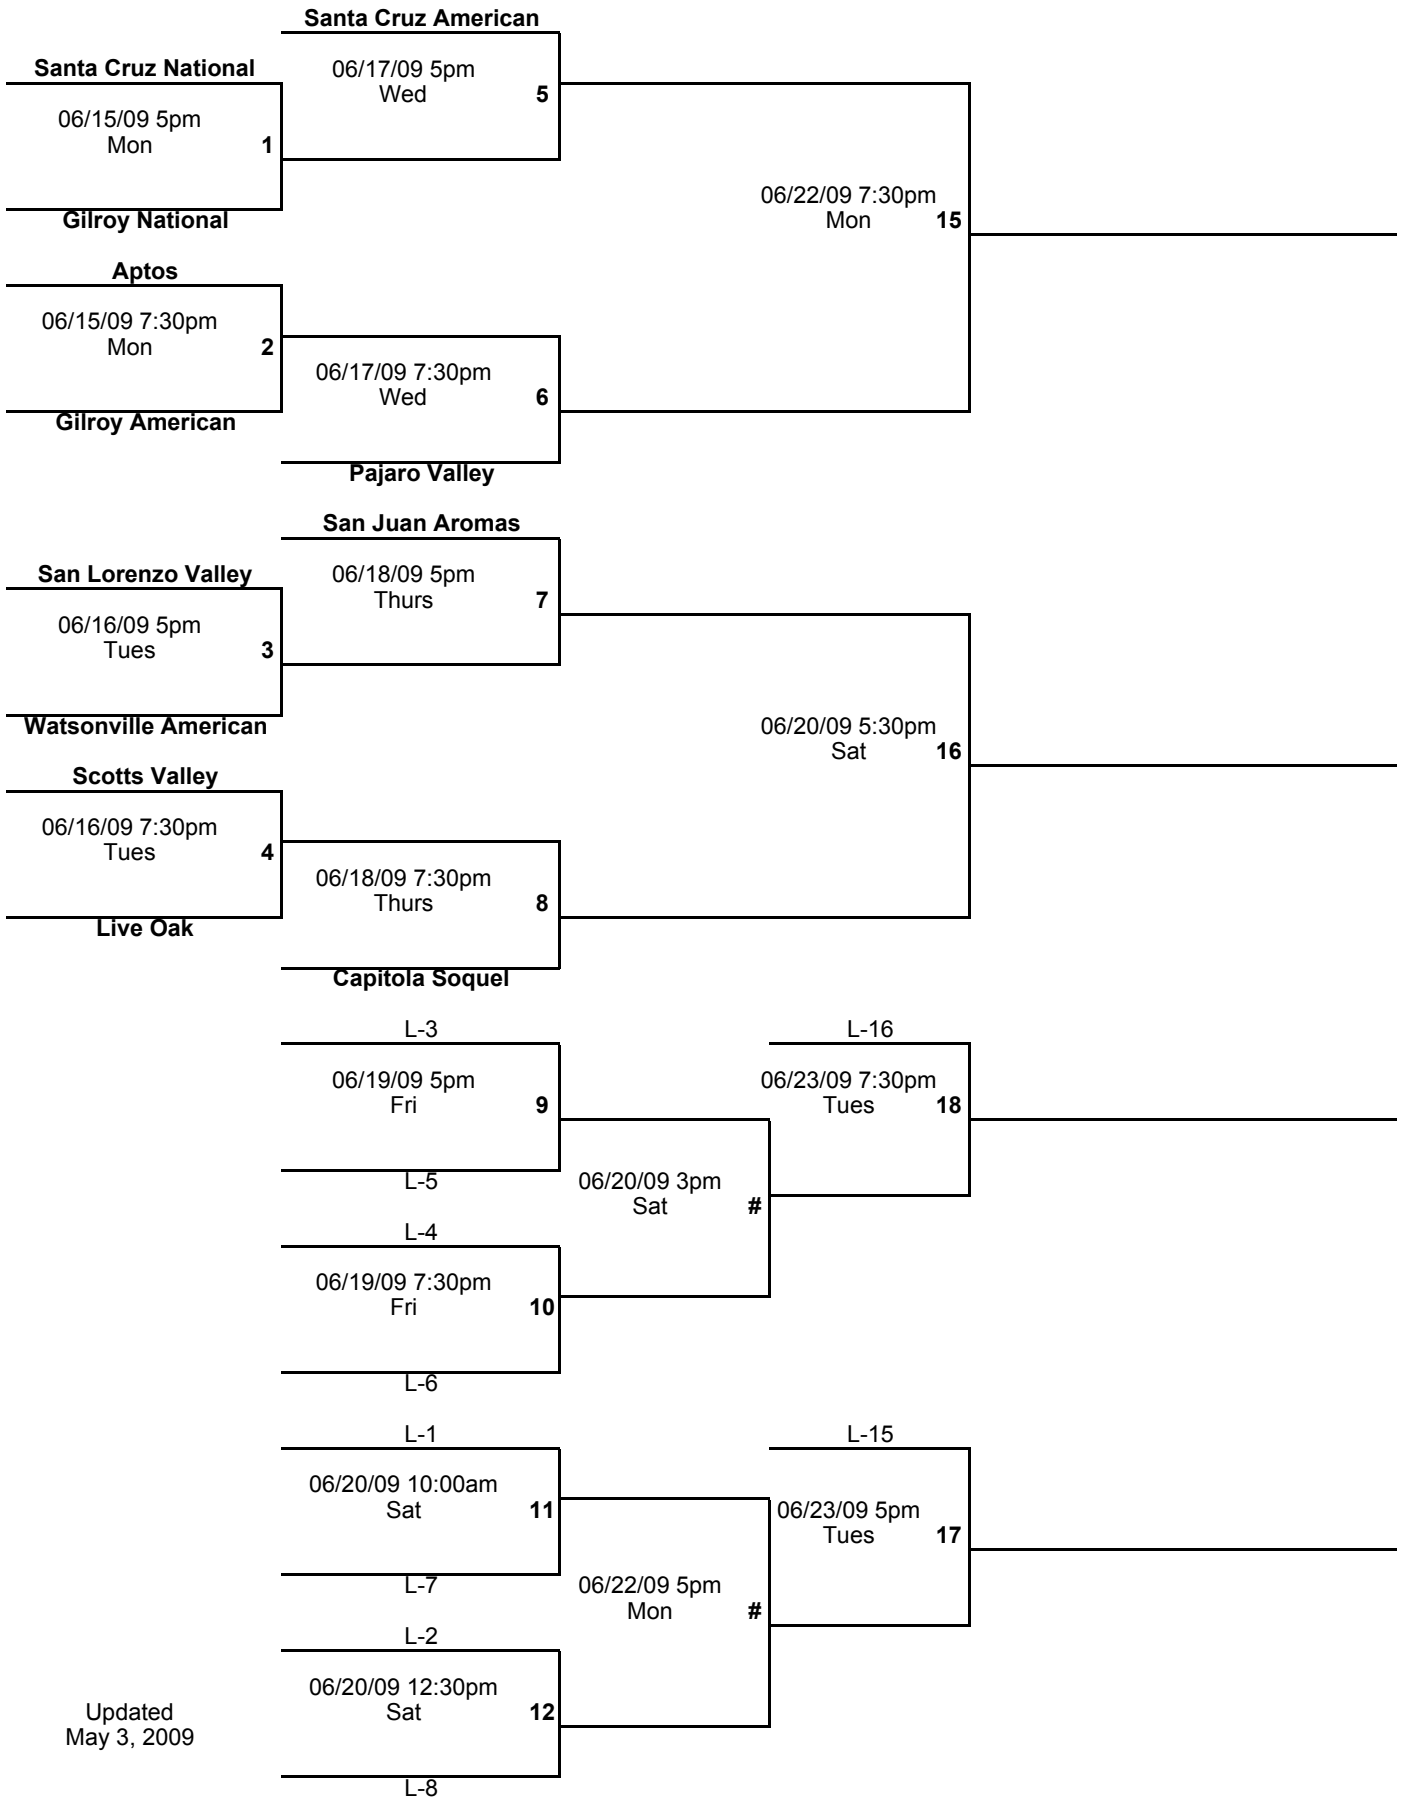 Santa Cruz American
Santa Cruz National
06/17/09 5pm
Wed 5
06/15/09 5pm
Mon 1
06/22/09 7:30pm
Mon 15
Gilroy National
Aptos
06/15/09 7:30pm
Mon 2
06/17/09 7:30pm
Wed 6
Gilroy American
Pajaro Valley
San Juan Aromas
San Lorenzo Valley
06/18/09 5pm
Thurs 7
06/16/09 5pm
Tues 3
Watsonville American
06/20/09 5:30pm
Sat 16
Scotts Valley
06/16/09 7:30pm
Tues 4
06/18/09 7:30pm
Thurs 8
Live Oak
Capitola Soquel
L-3
L-16
06/19/09 5pm
Fri 9
06/23/09 7:30pm
Tues 18
L-5
06/20/09 3pm
Sat #
L-4
06/19/09 7:30pm
Fri 10
L-6
L-1
L-15
06/20/09 10:00am
Sat 11
06/23/09 5pm
Tues 17
L-7
06/22/09 5pm
Mon #
L-2
06/20/09 12:30pm
Sat 12
Updated
May 3, 2009
L-8